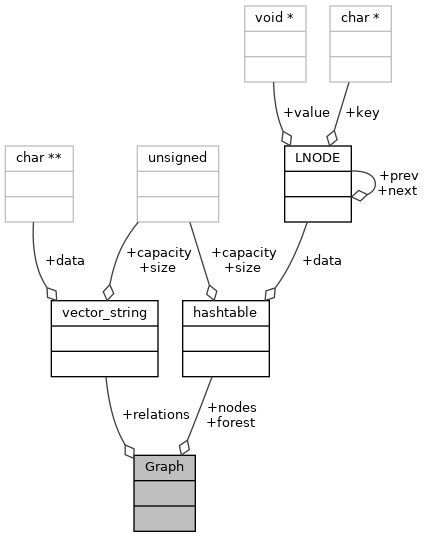 void *
char *
+value
+key
char **
unsigned
LNODE
+prev
+next
+data
+capacity
+size
+capacity
+size
+data
vector_string
hashtable
+relations
+nodes
+forest
Graph